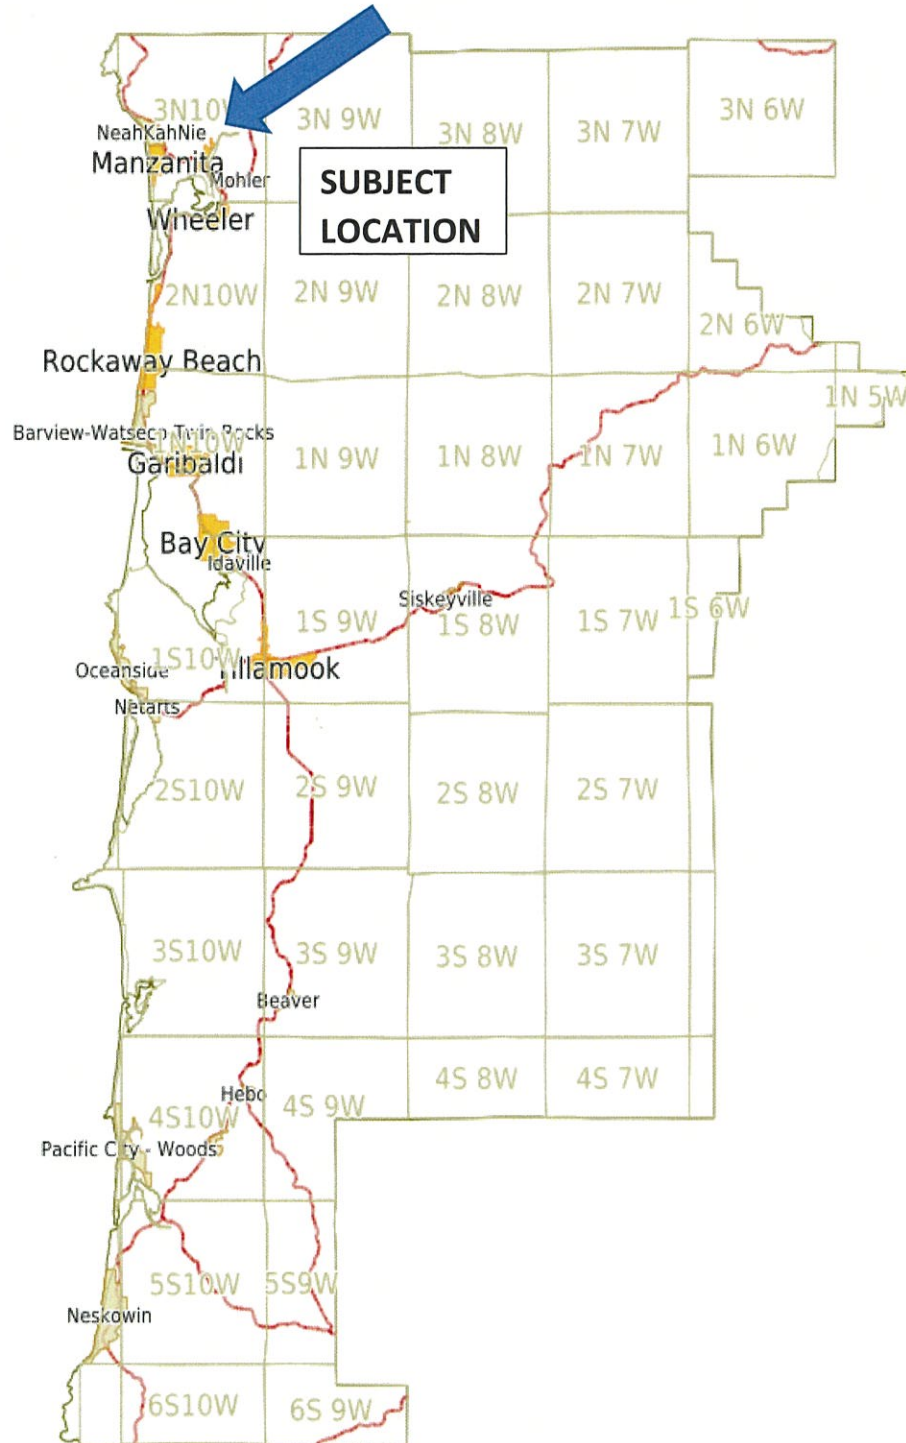 3N10W
3N 9W
3N 8W
3N 7W
3N 6W
NeahKahNie
Manzanita
Mohler
SUBJECT
LOCATION
Wheeler
2N10W
2N 9W
2N 8W
2N 7W
2N 6W
Rockaway Beach
1N 5W
Barview-Watseco Twin Rocks
1N10W
1N 9W
1N 8W
1N 7W
1N 6W
Garibaldi
Bay City
Idaville
Siskeyville
1S 9W
1S 8W
1S 7W
1S 6W
1S10W
Oceanside
Tillamook
Netarts
2S10W
2S 9W
2S 8W
2S 7W
3S10W
3S 9W
3S 8W
3S 7W
Beaver
4S 8W
4S 7W
Hebo
4S10W
4S 9W
Pacific City - Woods
5S10W
5S9W
Neskowin
6S10W
6S 9W